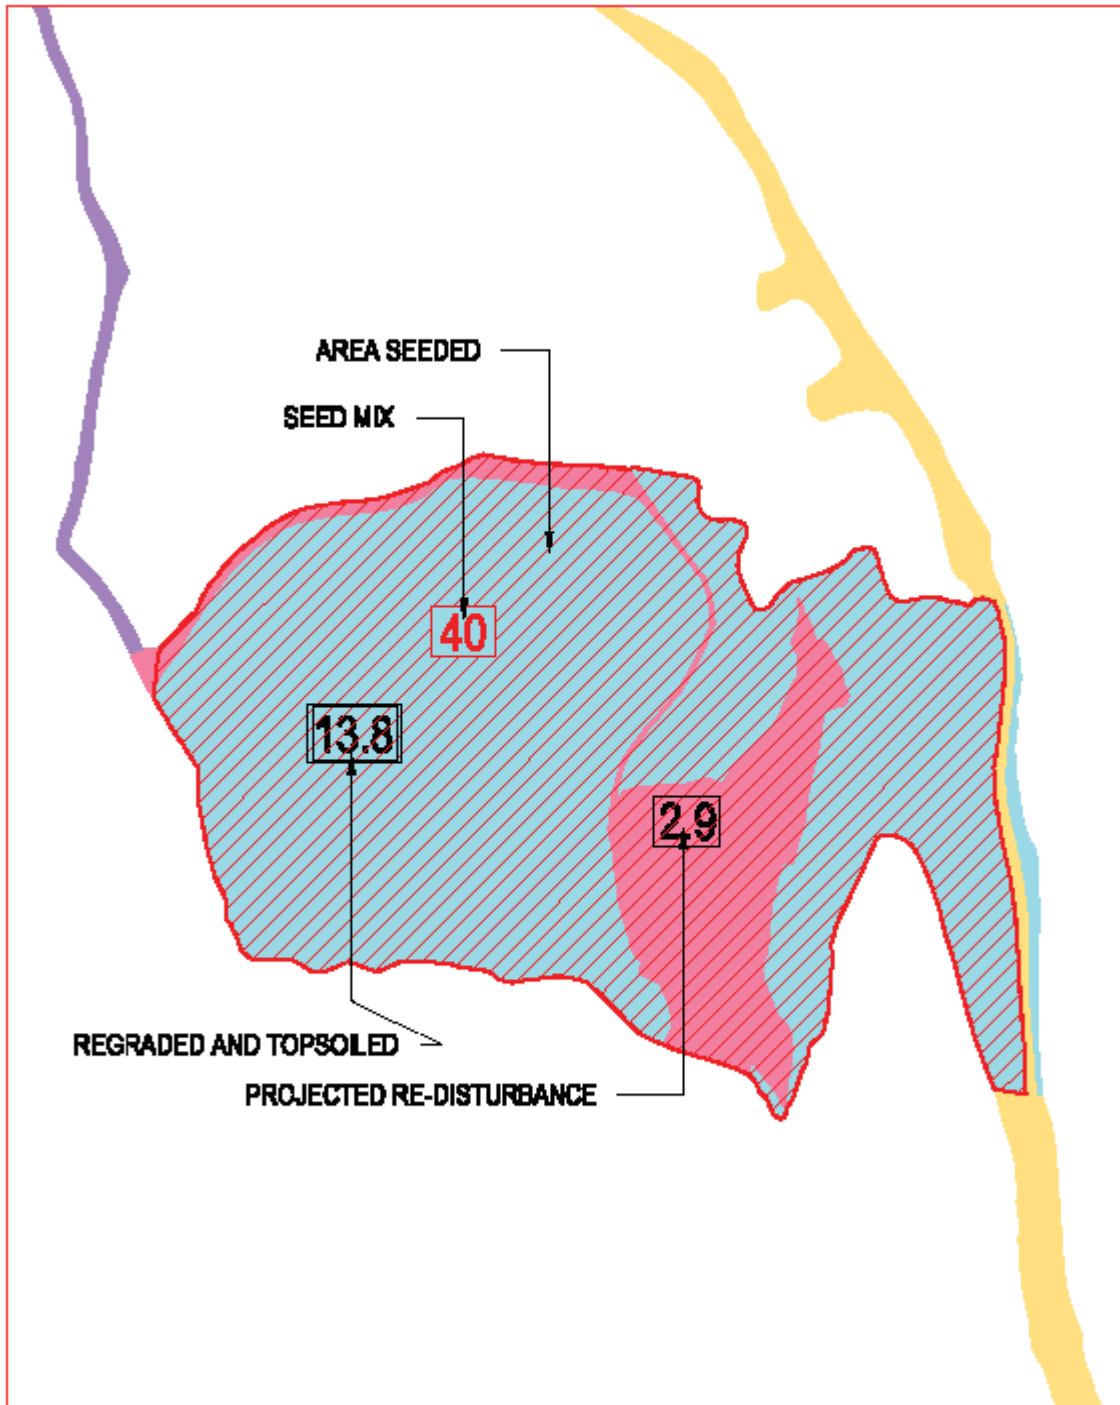 AREA SEEDED
SEED MIX
40
13.8
2.9
REGRADED AND TOPSOILED
PROJECTED RE-DISTURBANCE